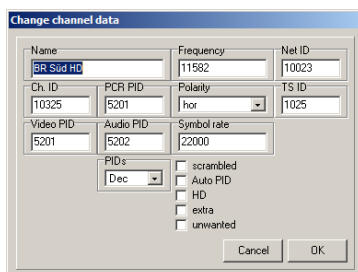 Change channel data
Name Frequency Net ID
BR Süd HD 11582 10023
Ch. ID PCR PID Polarity TS ID
10325 5201 hor 1025
Video PID Audio PID Symbol rate
5201 5202 22000
PIDs
Dec
scrambled
Auto PID
HD
extra
unwanted
Cancel OK